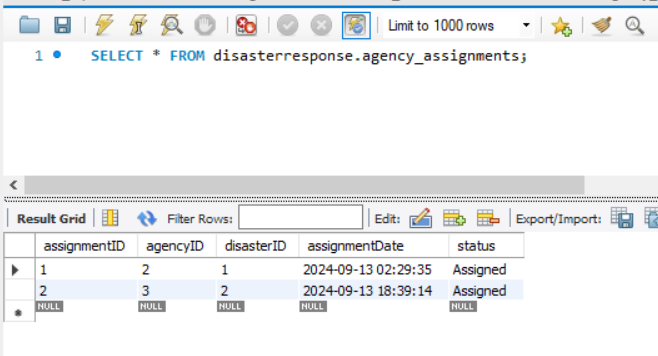 Limit to 1000 rows
1 SELECT * FROM disasterresponse.agency_assignments;
Result Grid Filter Rows: Edit: Export/Import:
assignmentID agencyID disasterID assignmentDate status
1 2 1 2024-09-13 02:29:35 Assigned
2 3 2 2024-09-13 18:39:14 Assigned
NULL NULL NULL NULL NULL